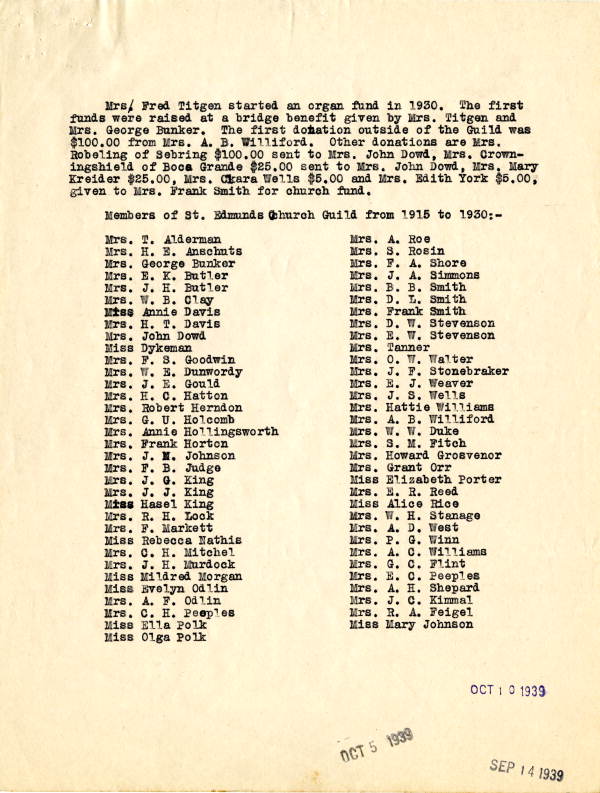 Mrs. Fred Titgen started an organ fund in 1930. The first
funds were raised at a bridge benefit given by Mrs. Titgen and
Mrs. George Bunker. The first donation outside of the Guild was
$100.00 from Mrs. A. B. Williford. Other donations are Mrs.
Robeling of Sebring $100.00 sent to Mrs. John Dowd, Mrs. Crown-
ingshield of Boca Grande $25.00 sent to Mrs. John Dowd, Mrs. Mary
Kreider $25.00, Mrs. Clara Wells $5.00 and Mrs. Edith York $5.00,
given to Mrs. Frank Smith for church fund.
Members of St. Edmunds Church Guild from 1915 to 1930:-
Mrs. T. Alderman
Mrs. H. E. Anschuts
Mrs. George Bunker
Mrs. E. K. Butler
Mrs. J. H. Butler
Mrs. W. B. Clay
Miss Annie Davis
Mrs. H. T. Davis
Mrs. John Dowd
Miss Dykeman
Mrs. F. S. Goodwin
Mrs. W. E. Dunwordy
Mrs. J. E. Gould
Mrs. H. C. Hatton
Mrs. Robert Herndon
Mrs. G. U. Holcomb
Mrs. Annie Hollingsworth
Mrs. Frank Horton
Mrs. J. M. Johnson
Mrs. F. B. Judge
Mrs. J. G. King
Mrs. J. J. King
Miss Hasel King
Mrs. R. H. Look
Mrs. F. Markett
Miss Rebecca Nathis
Mrs. C. H. Mitchel
Mrs. J. H. Murdock
Miss Mildred Morgan
Miss Evelyn Odlin
Mrs. A. F. Odlin
Mrs. C. H. Peeples
Miss Ella Polk
Miss Olga Polk
Mrs. A. Roe
Mrs. S. Rosin
Mrs. F. A. Shore
Mrs. J. A. Simmons
Mrs. B. B. Smith
Mrs. D. L. Smith
Mrs. Frank Smith
Mrs. D. W. Stevenson
Mrs. E. W. Stevenson
Mrs. Tanner
Mrs. O. W. Walter
Mrs. J. F. Stonebraker
Mrs. E. J. Weaver
Mrs. J. S. Wells
Mrs. Hattie Williams
Mrs. A. B. Williford
Mrs. W. W. Duke
Mrs. S. M. Fitch
Mrs. Howard Grosvenor
Mrs. Grant Orr
Miss Elizabeth Porter
Mrs. E. R. Reed
Miss Alice Rice
Mrs. W. H. Stanage
Mrs. A. D. West
Mrs. P. G. Winn
Mrs. A. C. Williams
Mrs. G. C. Flint
Mrs. E. C. Peeples
Mrs. A. H. Shepard
Mrs. J. C. Kimmal
Mrs. R. A. Feigel
Miss Mary Johnson
OCT 10 1939
OCT 5 1939
SEP 14 1939